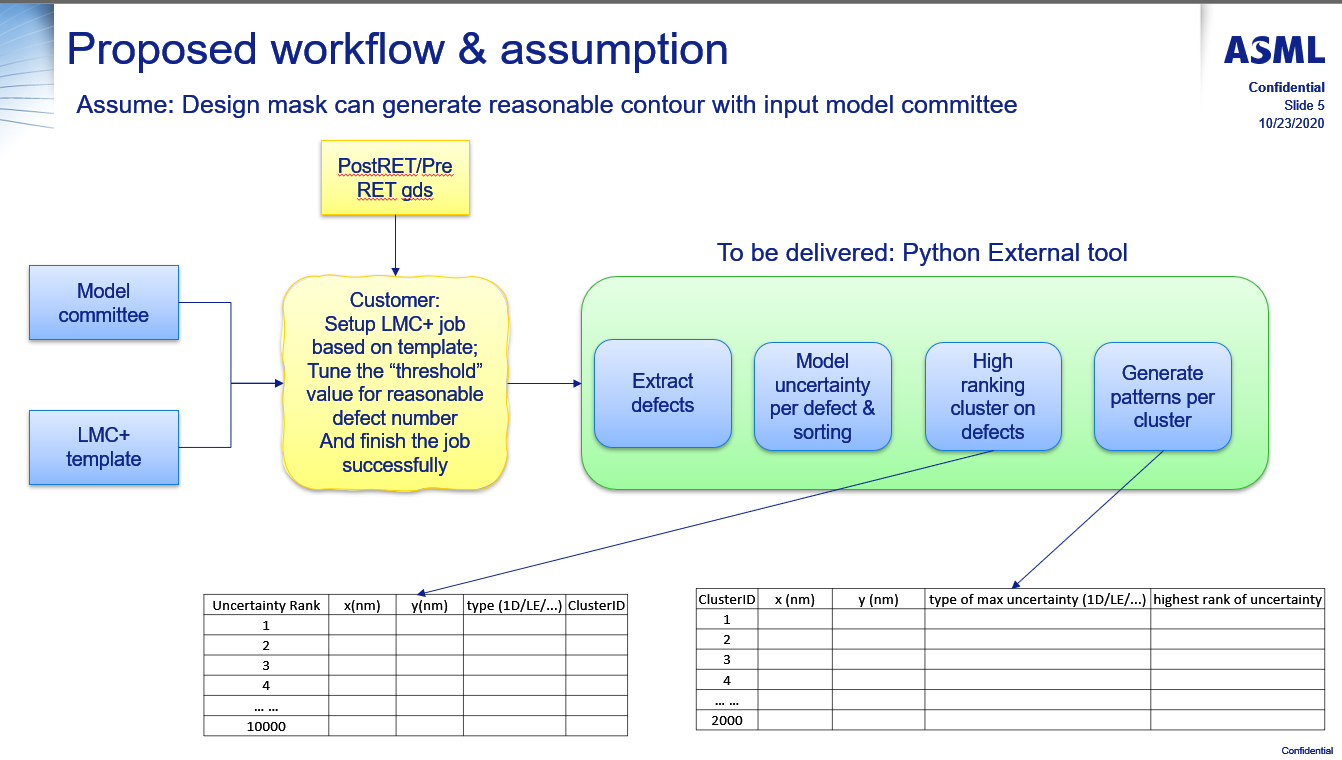 Proposed workflow & assumption
ASML
Confidential
Slide 5
10/23/2020
Assume: Design mask can generate reasonable contour with input model committee
PostRET/Pre
RET gds
To be delivered: Python External tool
Model
committee
LMC+
template
Customer:
Setup LMC+ job
based on template;
Tune the “threshold”
value for reasonable
defect number
And finish the job
successfully
Extract
defects
Model
uncertainty
per defect &
sorting
High
ranking
cluster on
defects
Generate
patterns per
cluster
Uncertainty Rank x(nm) y(nm) type (1D/LE/...) ClusterID
1
2
3
4
... ...
10000
ClusterID x (nm) y (nm) type of max uncertainty (1D/LE/...) highest rank of uncertainty
1
2
3
4
... ...
2000
Confidential